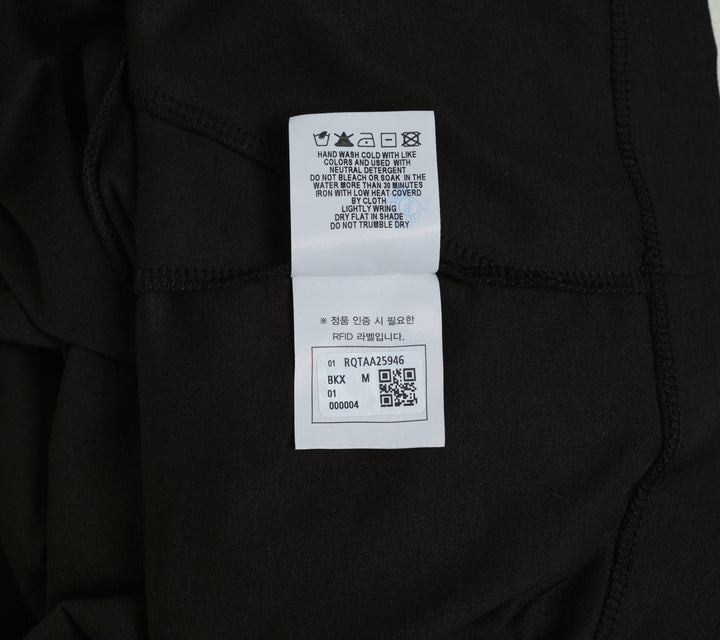 HAND WASH COLD WITH LIKE
COLORS AND USED WITH
NEUTRAL DETERGENT
DO NOT BLEACH OR SOAK IN THE
WATER MORE THAN 30 MINUTES
IRON WITH LOW HEAT COVERD
BY CLOTH
LIGHTLY WRING
DRY FLAT IN SHADE
DO NOT TRUMBLE DRY
※ 정품 인증 시 필요한
RFID 라벨입니다.
01 RQTAA25946
BKX M
01
000004